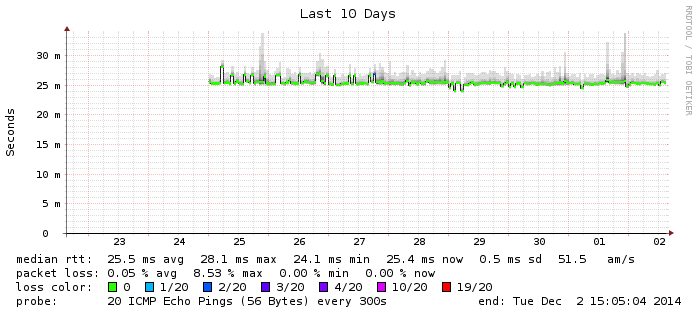 Last 10 Days
RRDTOOL / TOBI OETIKER
Seconds
30 m
25 m
20 m
15 m
10 m
5 m
0
23 24 25 26 27 28 29 30 01 02
median rtt: 25.5 ms avg 28.1 ms max 24.1 ms min 25.4 ms now 0.5 ms sd 51.5 am/s
packet loss: 0.05 % avg 8.53 % max 0.00 % min 0.00 % now
loss color: 0 1/20 2/20 3/20 4/20 10/20 19/20
probe: 20 ICMP Echo Pings (56 Bytes) every 300s end: Tue Dec 2 15:05:04 2014